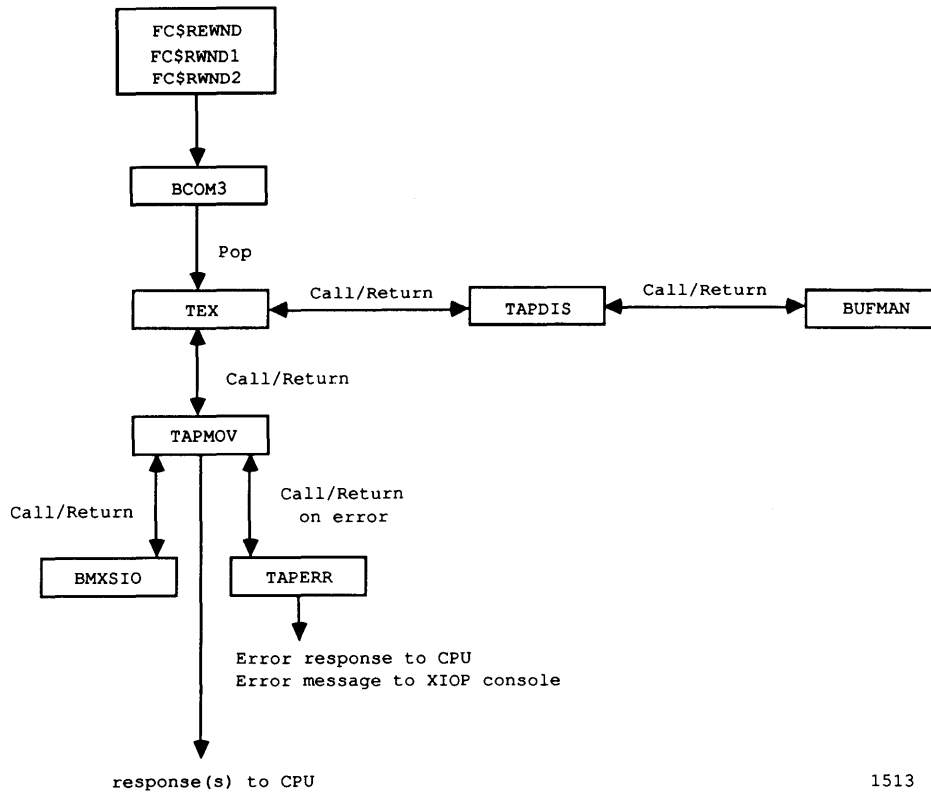 FC$REWND
FC$RWND1
FC$RWND2
BCOM3
Pop
TEX
Call/Return
TAPDIS
Call/Return
BUFMAN
Call/Return
TAPMOV
Call/Return
Call/Return
on error
BMXSIO
TAPERR
Error response to CPU
Error message to XIOP console
response(s) to CPU
1513